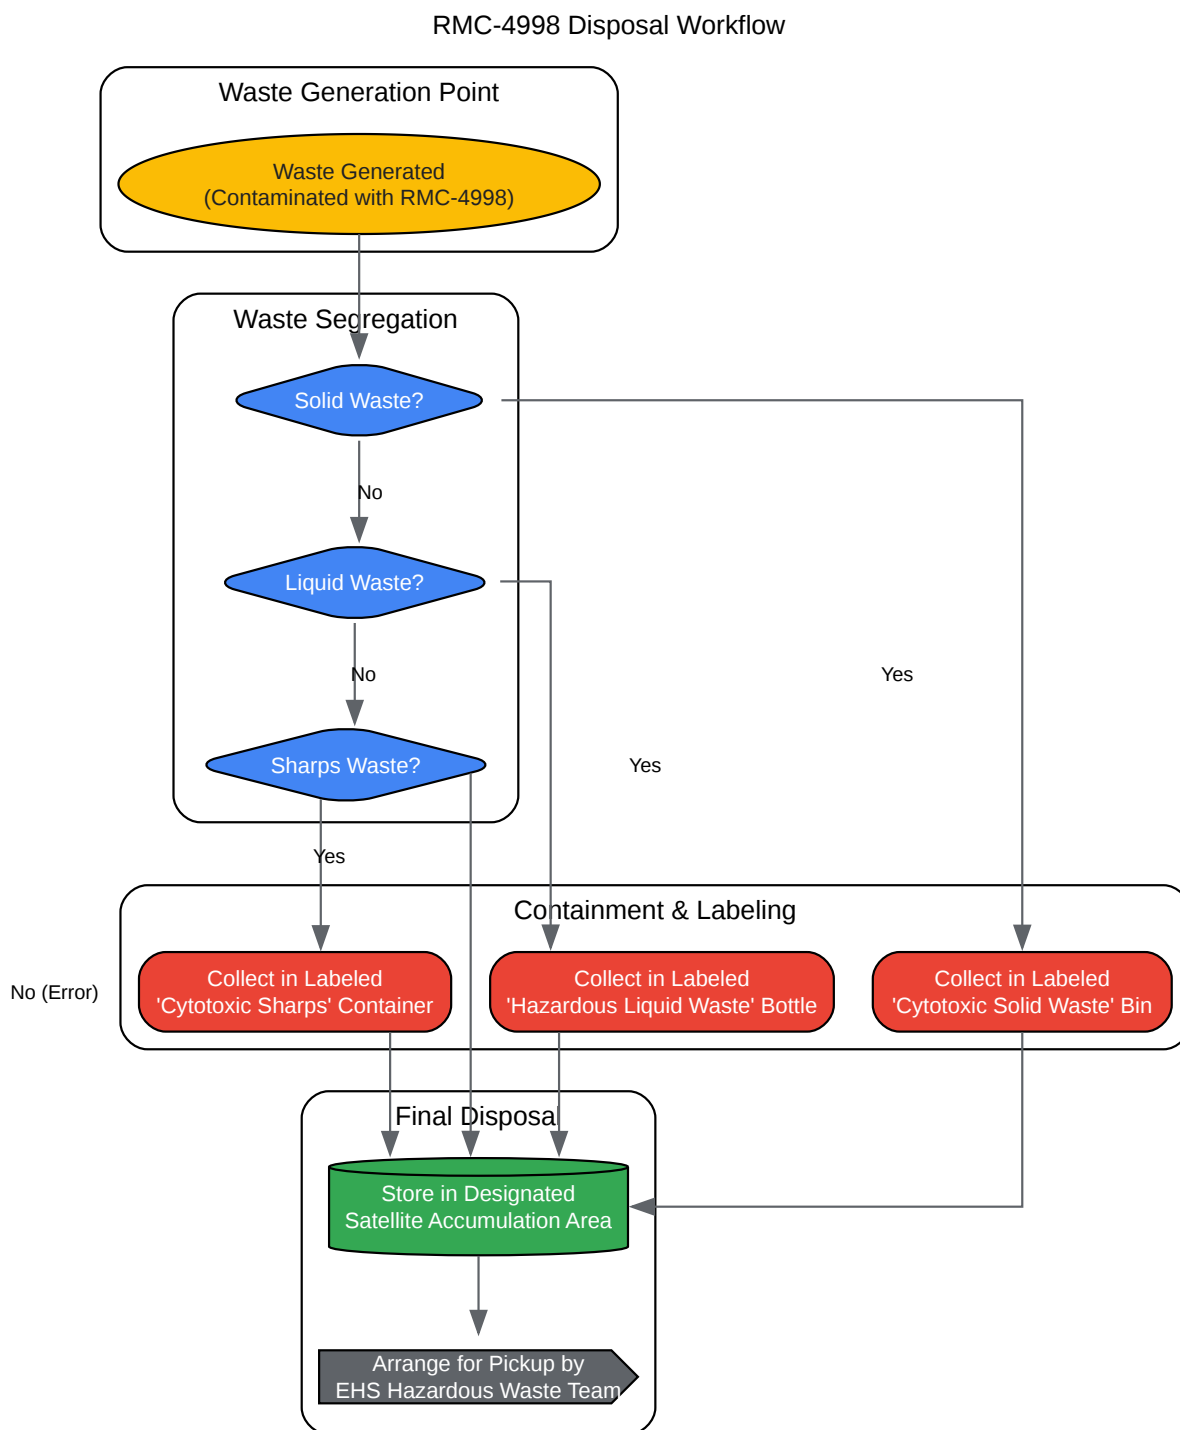 RMC-4998 Disposal Workflow
Waste Generation Point
Waste Generated
(Contaminated with RMC-4998)
Waste Segregation
Solid Waste?
No
Liquid Waste?
No
Yes
Sharps Waste?
Yes
Yes
Containment & Labeling
No (Error)
Collect in Labeled
'Cytotoxic Sharps' Container
Collect in Labeled
'Hazardous Liquid Waste' Bottle
Collect in Labeled
'Cytotoxic Solid Waste' Bin
Final Disposal
Store in Designated
Satellite Accumulation Area
Arrange for Pickup by
EHS Hazardous Waste Team